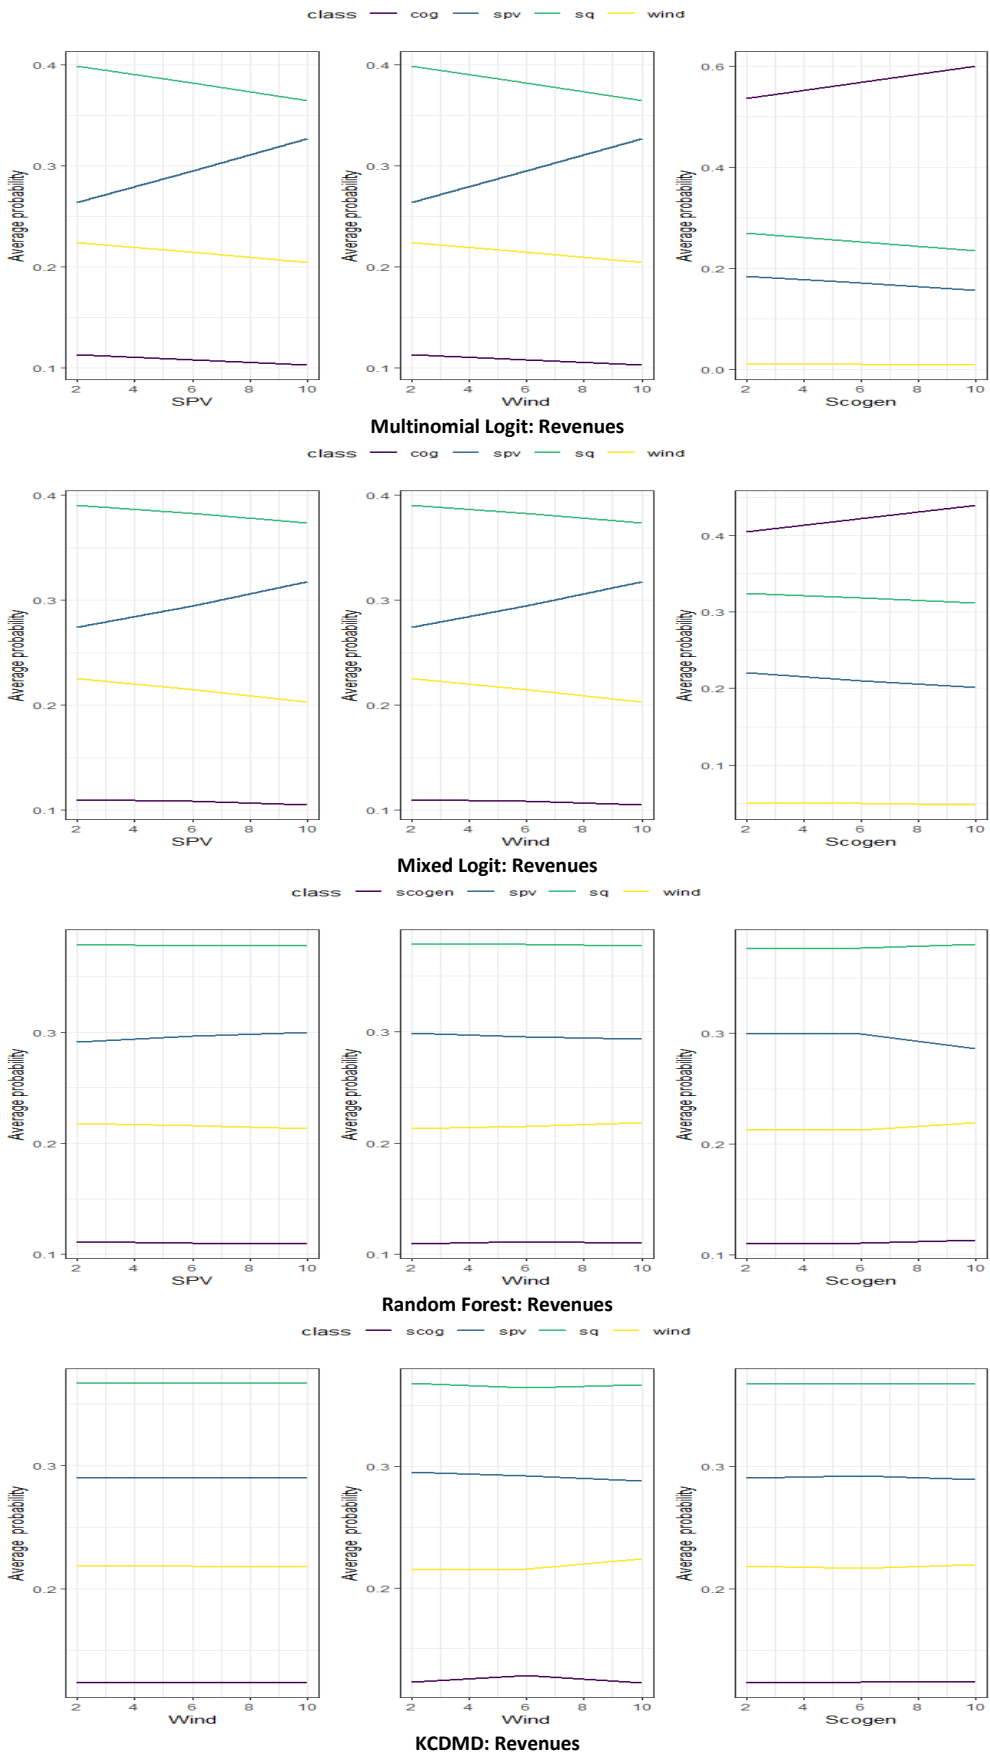 class cog spv sq wind
0.4 0.3 0.2 0.1
Average probability
2 4 6 8 10
SPV
0.4 0.3 0.2 0.1
Average probability
2 4 6 8 10
Wind
0.6 0.4 0.2 0.0
Average probability
2 4 6 8 10
Scogen
Multinomial Logit: Revenues
class cog spv sq wind
0.4 0.3 0.2 0.1
Average probability
2 4 6 8 10
SPV
0.4 0.3 0.2 0.1
Average probability
2 4 6 8 10
Wind
0.4 0.3 0.2 0.1
Average probability
2 4 6 8 10
Scogen
Mixed Logit: Revenues
class scogen spv sq wind
0.3 0.2 0.1
Average probability
2 4 6 8 10
SPV
0.3 0.2 0.1
Average probability
2 4 6 8 10
Wind
0.3 0.2 0.1
Average probability
2 4 6 8 10
Scogen
Random Forest: Revenues
class scog spv sq wind
0.3 0.2
Average probability
2 4 6 8 10
Wind
0.3 0.2
Average probability
2 4 6 8 10
Wind
0.3 0.2
Average probability
2 4 6 8 10
Scogen
KCDMD: Revenues